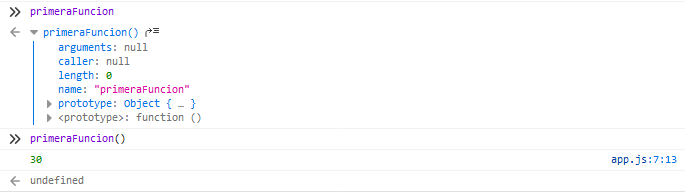 primeraFuncion
primeraFuncion()
arguments: null
caller: null
length: 0
name: "primeraFuncion"
prototype: Object { … }
<prototype>: function ()
primeraFuncion()
30 app.js:7:13
undefined